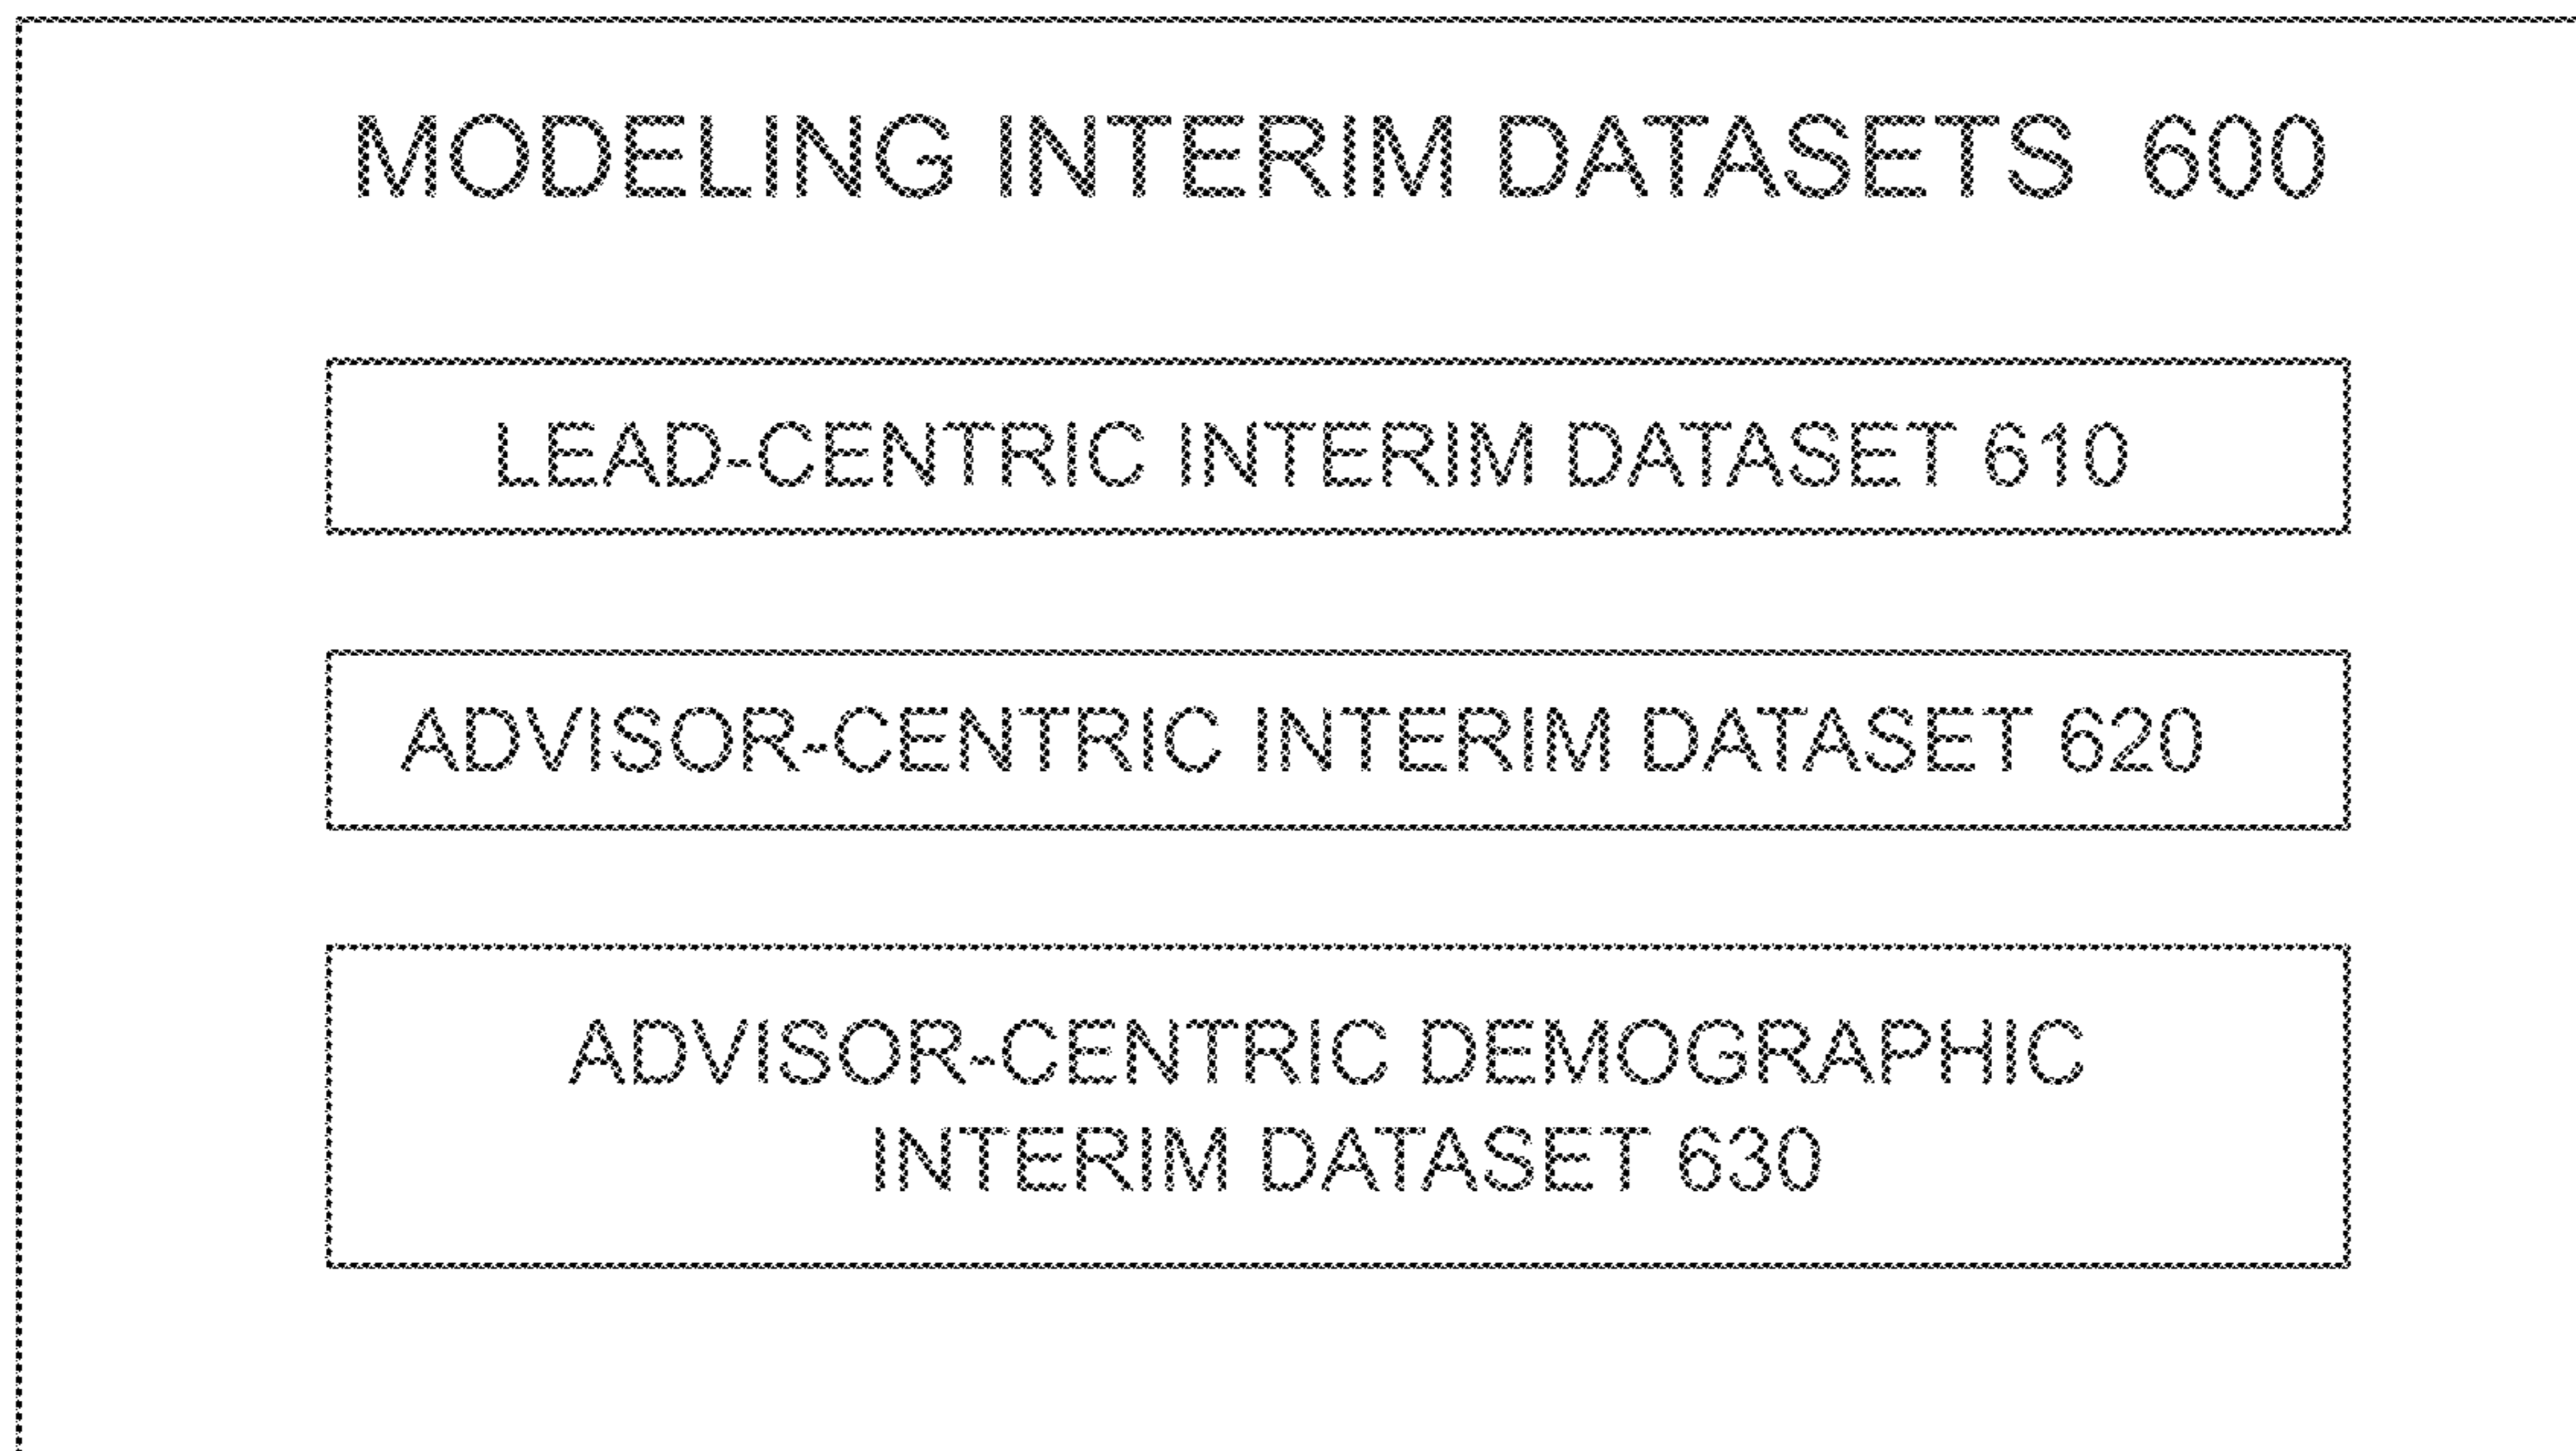 MODELING INTERIM DATASETS 600
LEAD-CENTRIC INTERIM DATASET 610
ADVISOR-CENTRIC INTERIM DATASET 620
ADVISOR-CENTRIC DEMOGRAPHIC
INTERIM DATASET 630